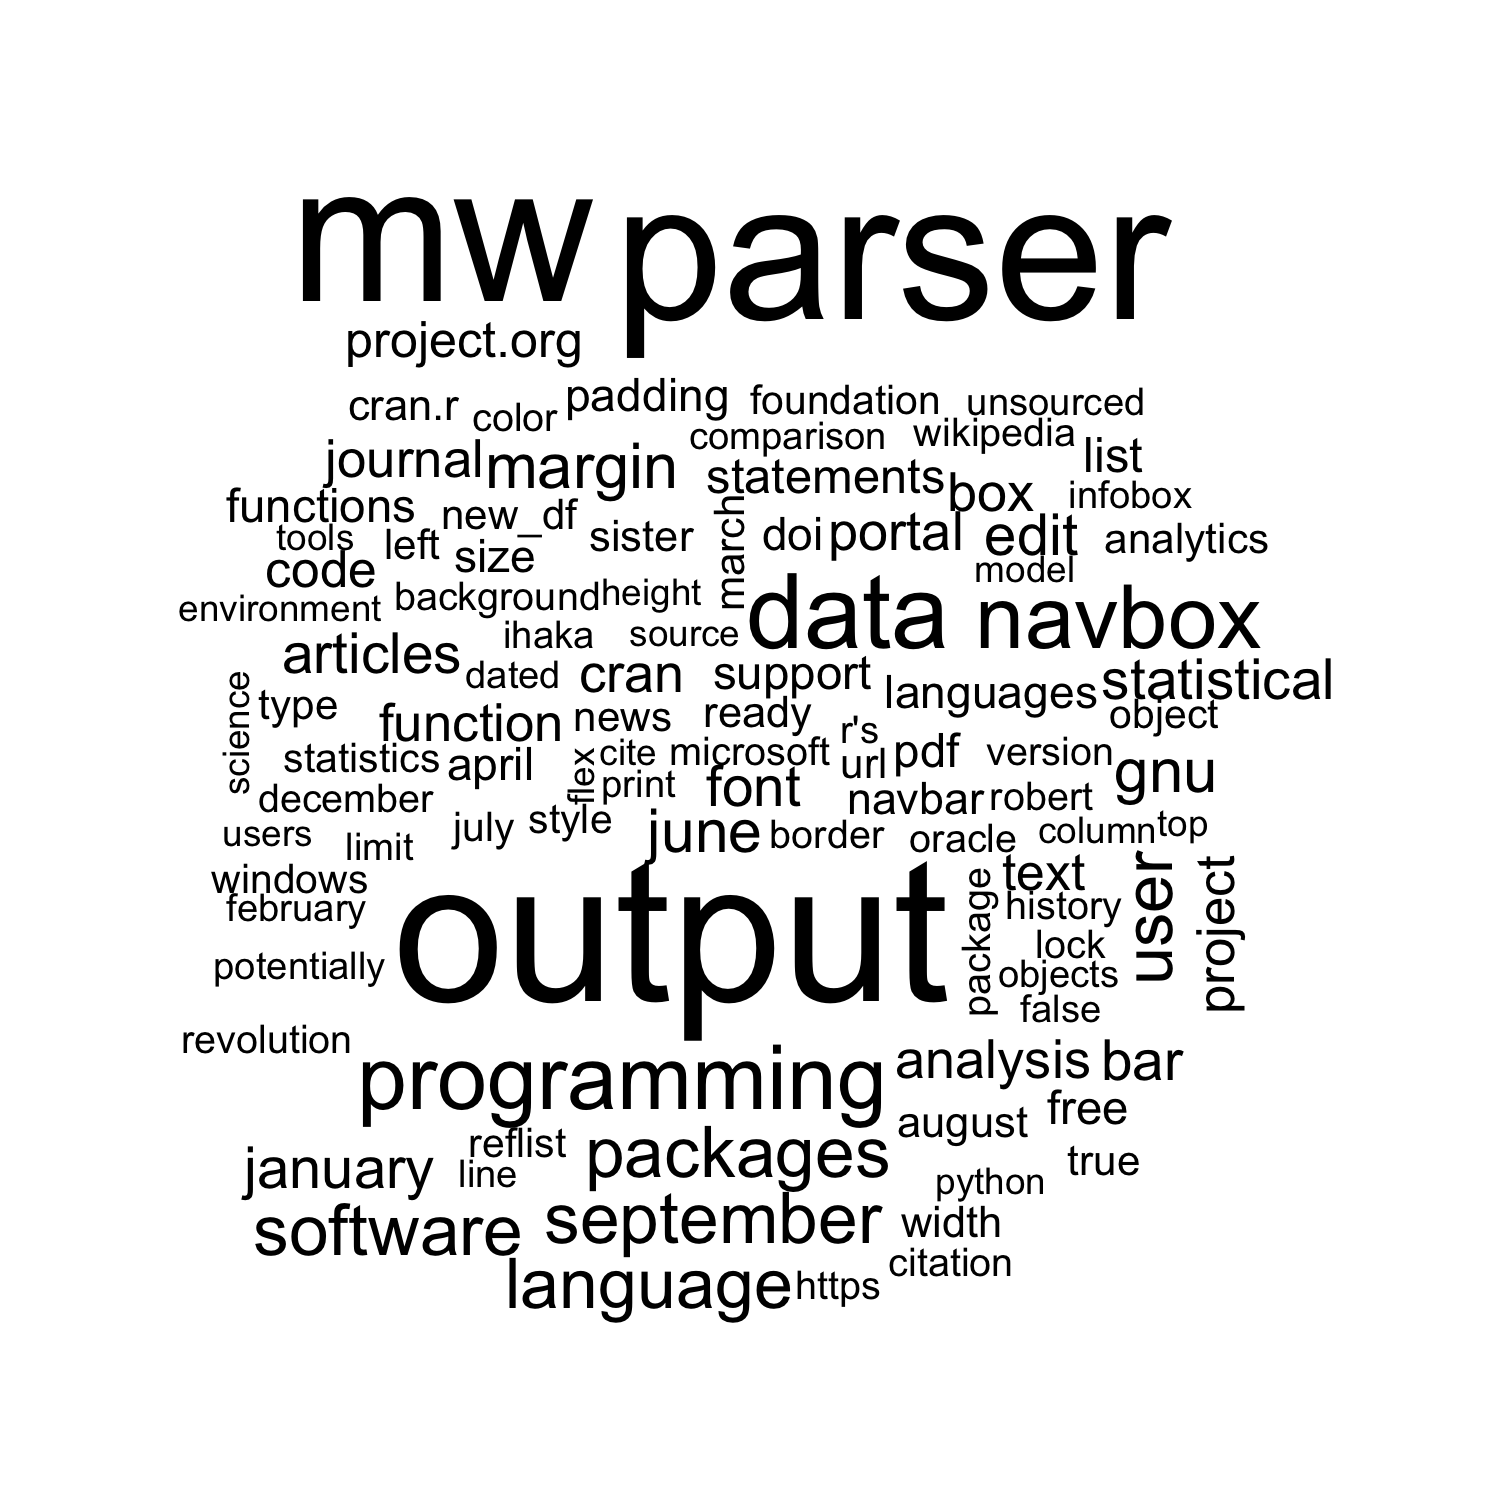 mw parser
project.org
cran.r color padding foundation unsourced
comparison wikipedia
journal margin statements list
functions new_df box infobox
tools left size sister march doi portal edit analytics
code model
environment background height data navbox
ihaka source
articles dated cran support languages statistical
science type function news ready r's object
statistics april flex cite microsoft url pdf version gnu
december print font navbar robert
users limit july style june border oracle column top
windows output package text user project
february history
potentially lock
objects
false
revolution programming analysis bar
august free
january reflist packages true
line python
software september width
language https citation